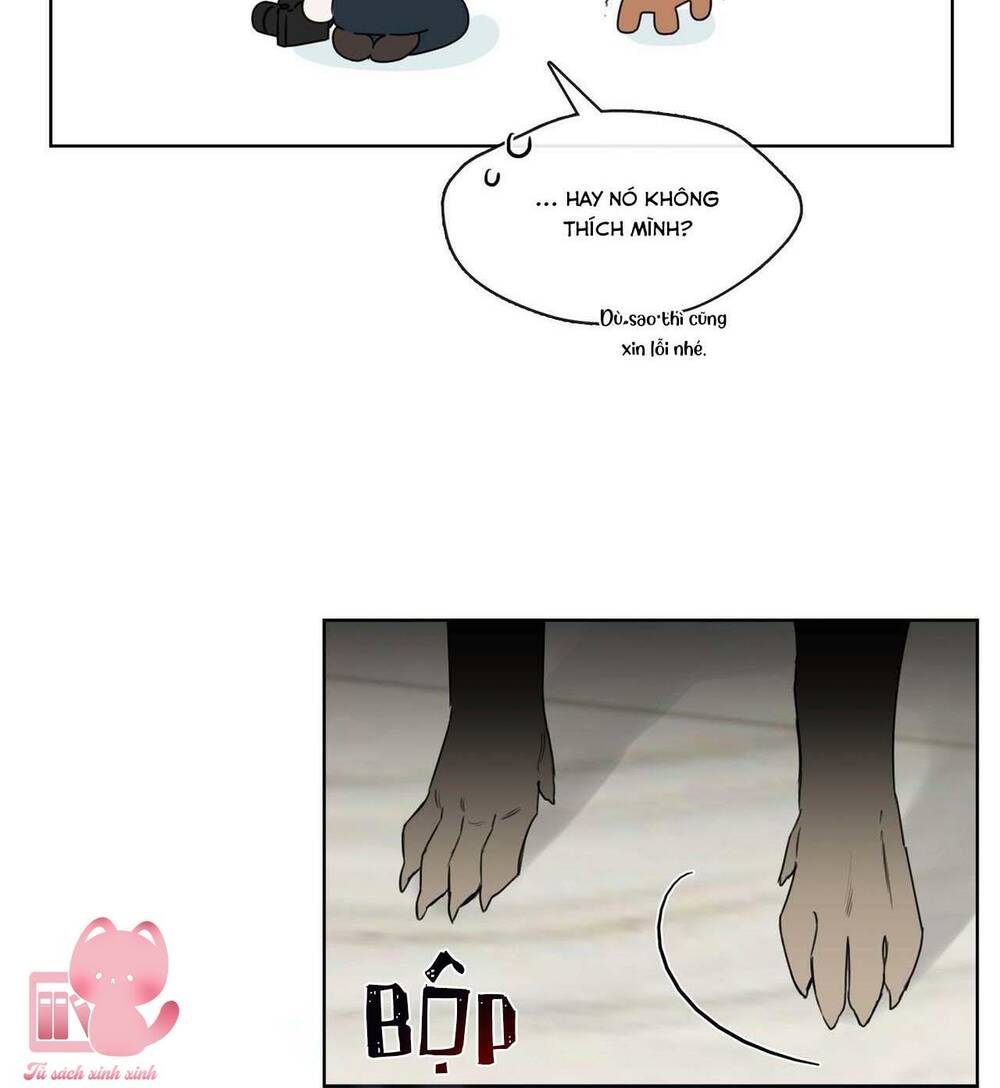 ... HAY NÓ KHÔNG
THÍCH MÌNH?
Dù sao thì cũng
xin lỗi nhé.
BỘP
Tủ sách xinh xinh